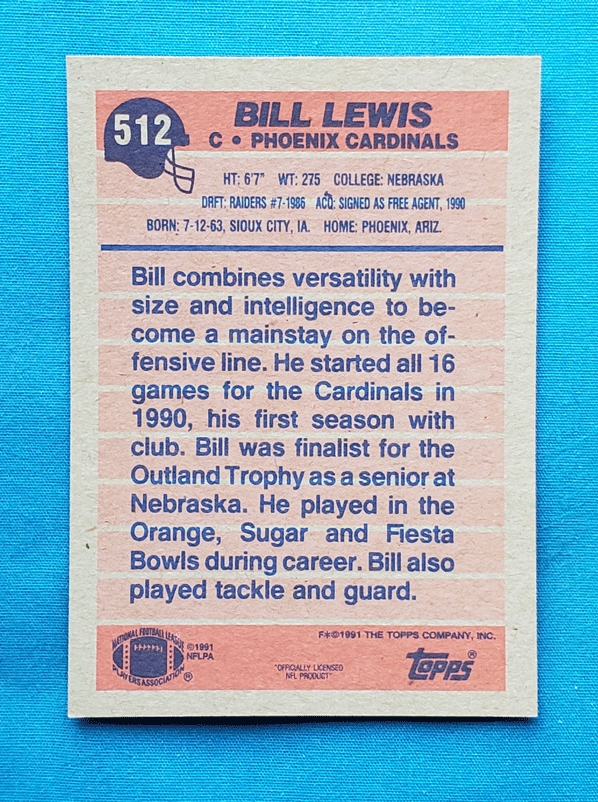 512
BILL LEWIS
C • PHOENIX CARDINALS
HT: 6'7" WT: 275 COLLEGE: NEBRASKA
DRFT: RAIDERS #7-1986 ACQ: SIGNED AS FREE AGENT, 1990
BORN: 7-12-63, SIOUX CITY, IA. HOME: PHOENIX, ARIZ.
Bill combines versatility with
size and intelligence to be-
come a mainstay on the of-
fensive line. He started all 16
games for the Cardinals in
1990, his first season with
club. Bill was finalist for the
Outland Trophy as a senior at
Nebraska. He played in the
Orange, Sugar and Fiesta
Bowls during career. Bill also
played tackle and guard.
NATIONAL FOOTBALL LEAGUE
PLAYERS ASSOCIATION ®
©1991
NFLPA
"OFFICIALLY LICENSED
NFL PRODUCT"
F*©1991 THE TOPPS COMPANY, INC.
TOPPS®